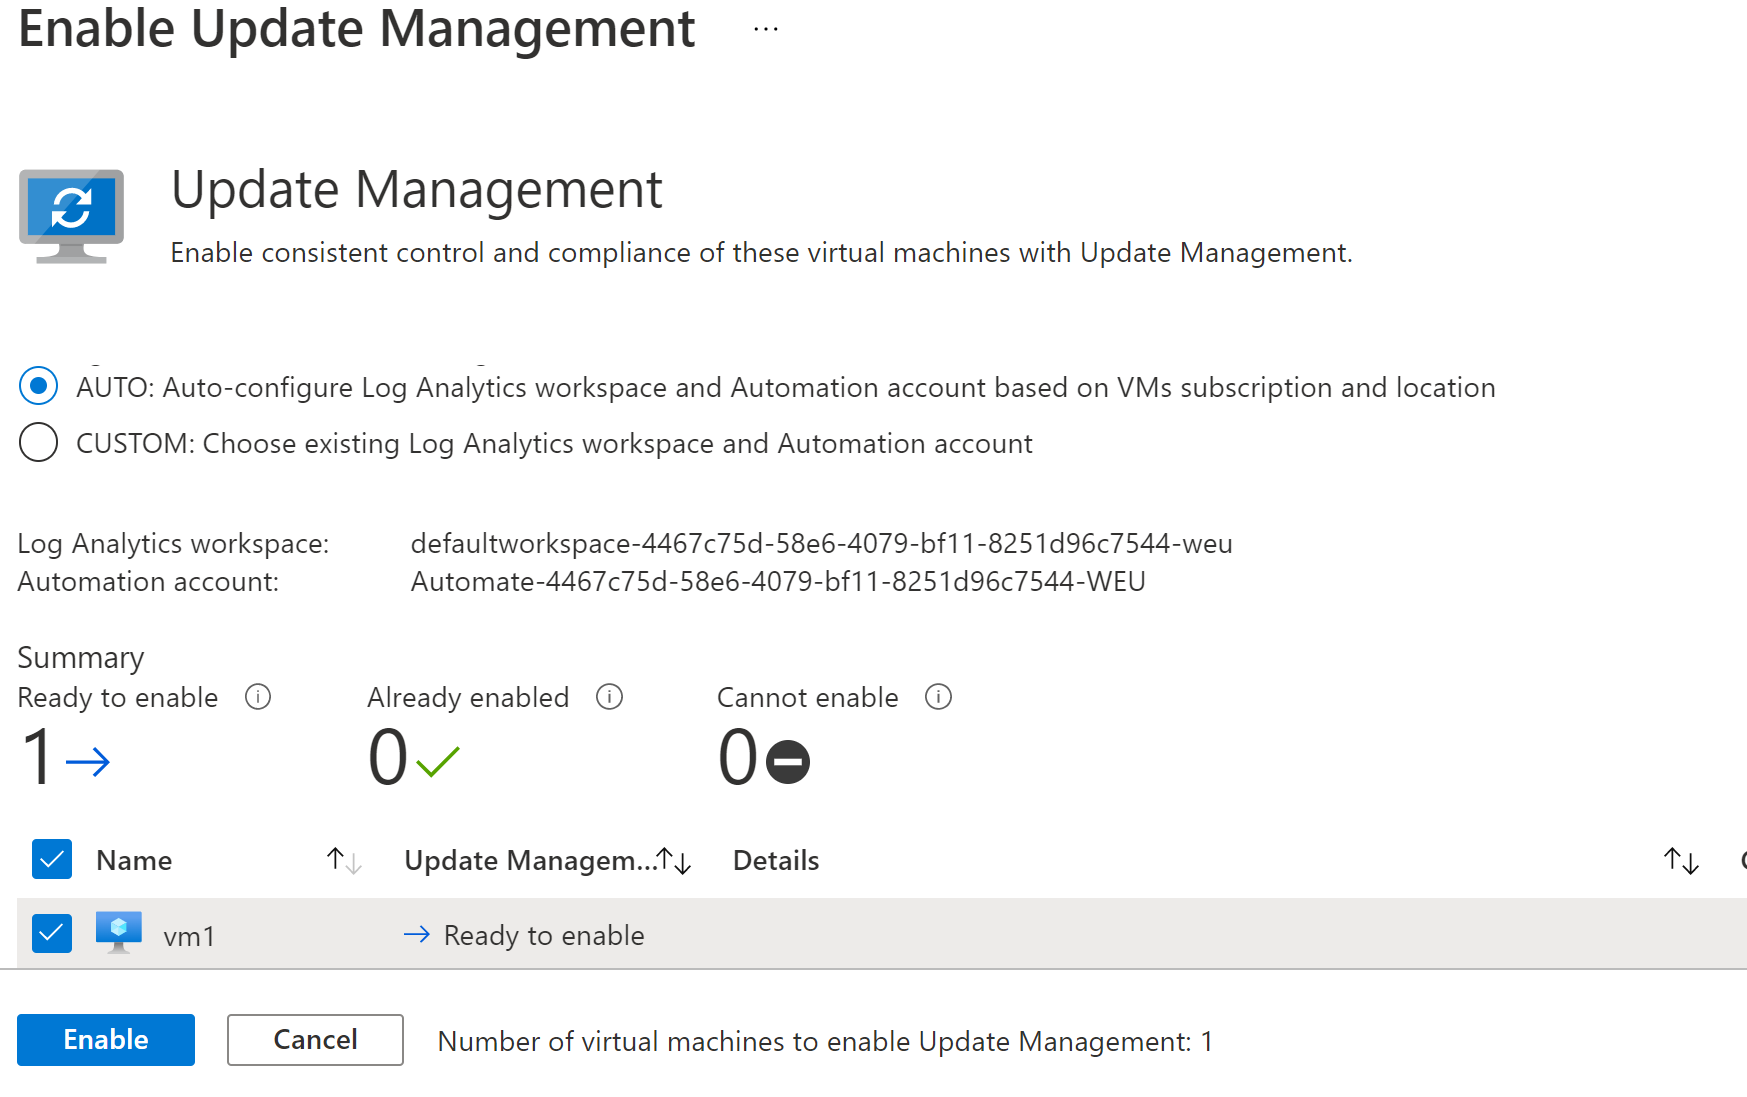 Enable Update Management ...
Update Management
Enable consistent control and compliance of these virtual machines with Update Management.
AUTO: Auto-configure Log Analytics workspace and Automation account based on VMs subscription and location
CUSTOM: Choose existing Log Analytics workspace and Automation account
Log Analytics workspace: defaultworkspace-4467c75d-58e6-4079-bf11-8251d96c7544-weu
Automation account: Automate-4467c75d-58e6-4079-bf11-8251d96c7544-WEU
Summary
Ready to enable Already enabled Cannot enable
1 0 0
Name Update Managem... Details
vm1 Ready to enable
Enable Cancel Number of virtual machines to enable Update Management: 1